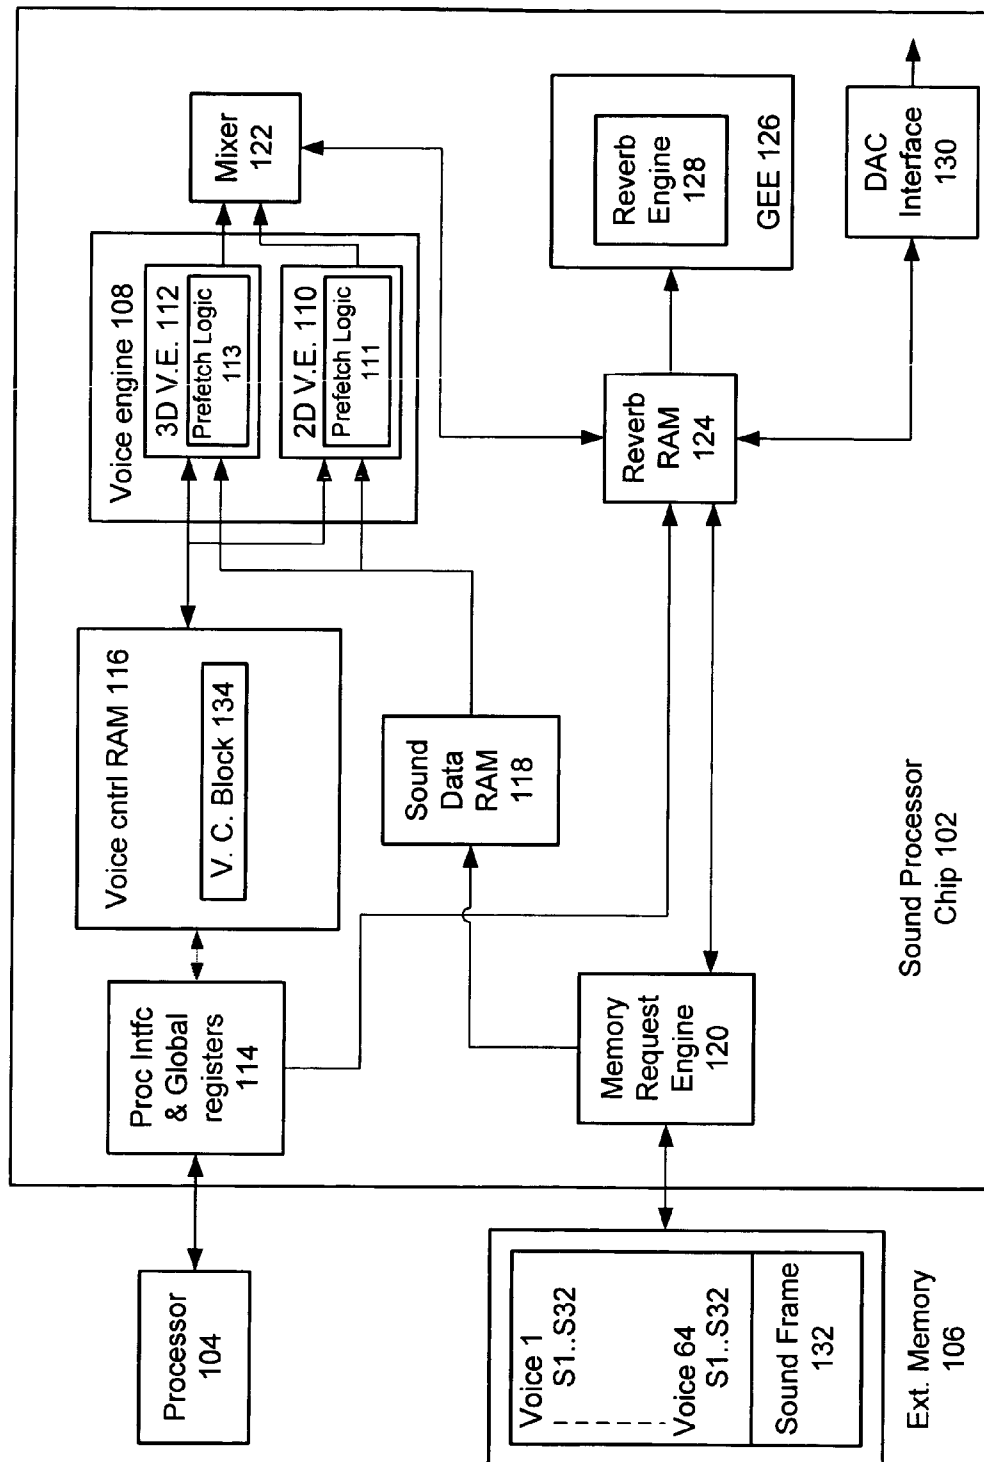 Processor
104
Ext. Memory
106
Voice 1
S1..S32
Voice 64
S1..S32
Sound Frame
132
Proc Intfc
& Global
registers
114
Voice cntrl RAM 116
V. C. Block 134
Voice engine 108
3D V.E. 112
Prefetch Logic
113
2D V.E. 110
Prefetch Logic
111
Mixer
122
Sound
Data
RAM
118
Memory
Request
Engine
120
Reverb
RAM
124
Reverb
Engine
128
GEE 126
DAC
Interface
130
Sound Processor
Chip 102